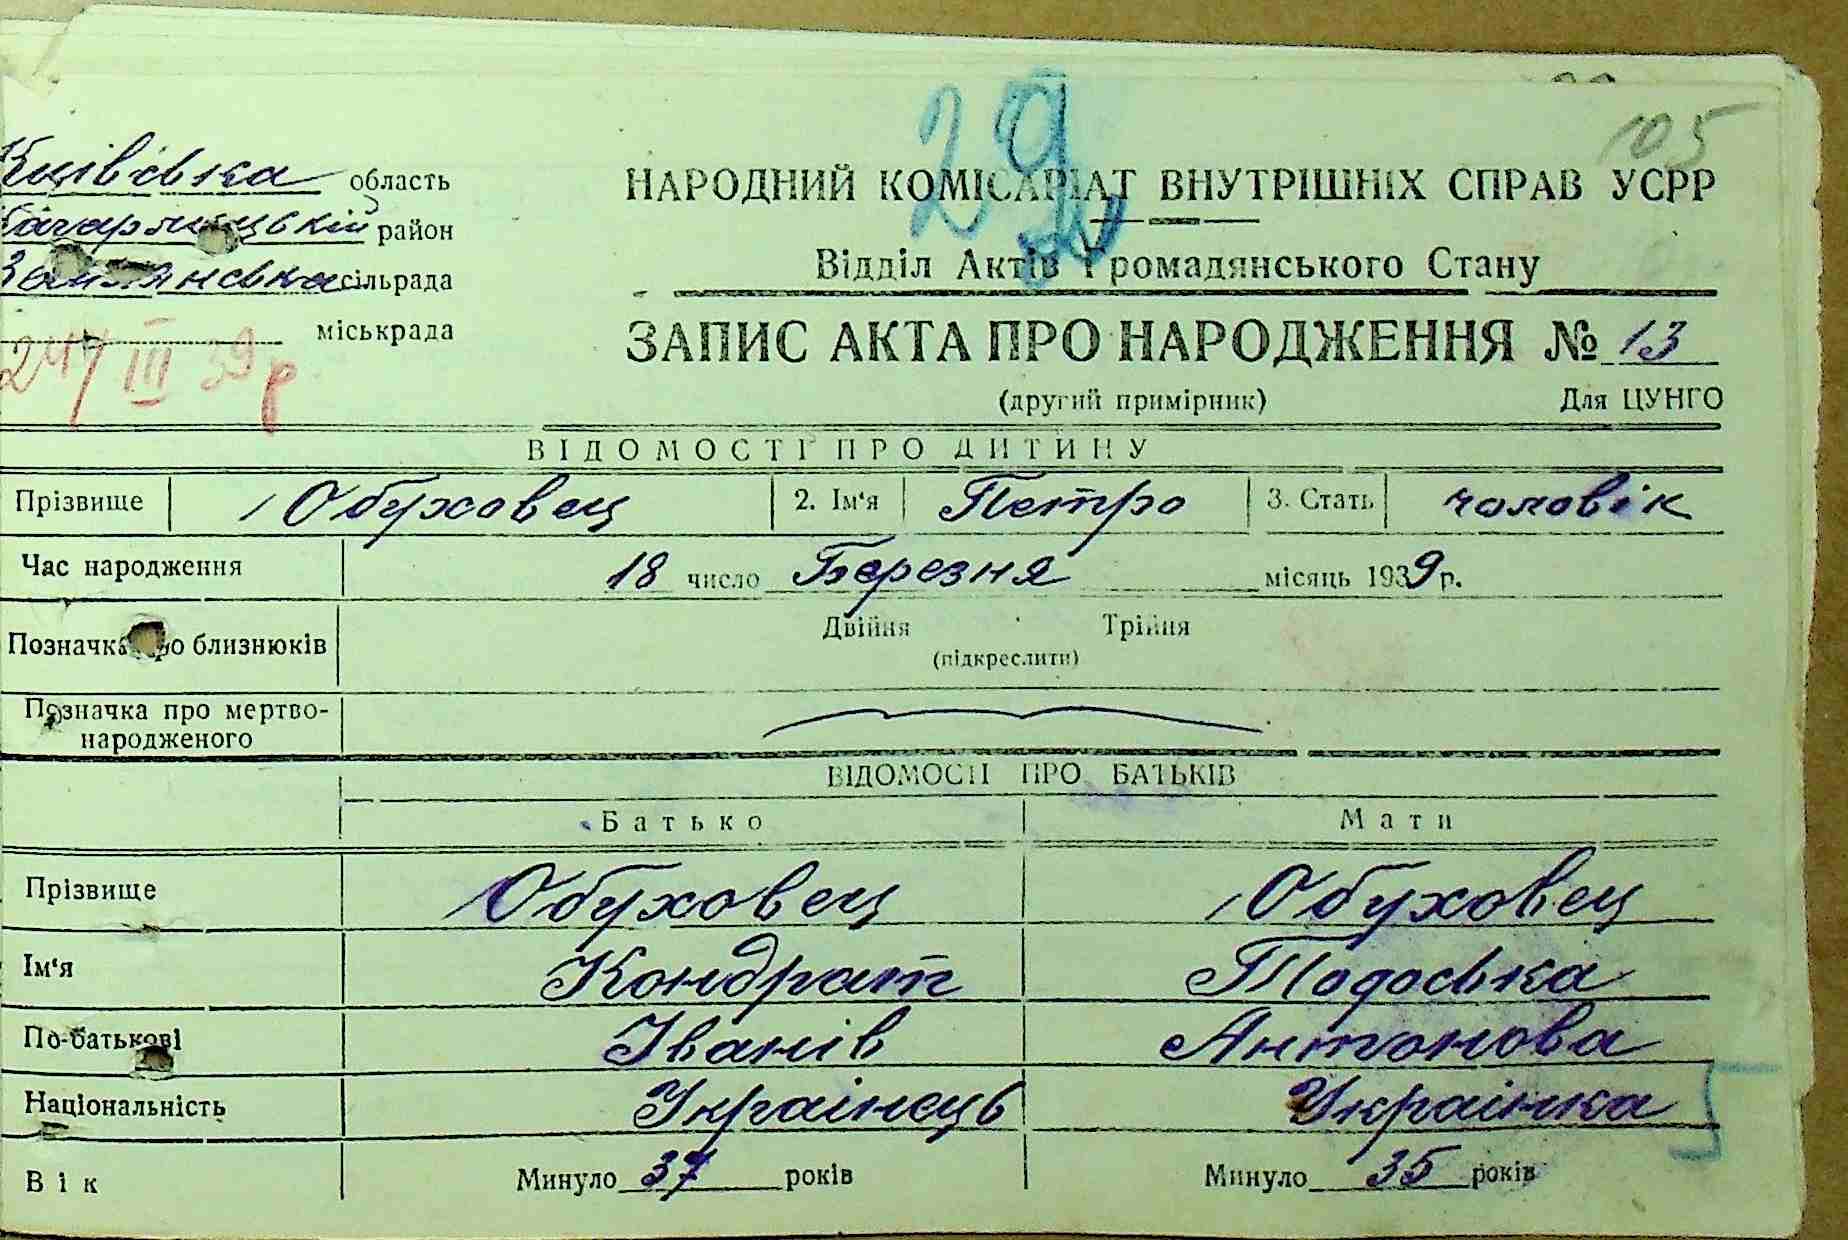 29
105
Київська область
Кагарлицький район
сільрада
міськрада
24/III 39 р
НАРОДНИЙ КОМІСАРІАТ ВНУТРІШНІХ СПРАВ УСРР
Відділ Актів Громадянського Стану
ЗАПИС АКТА ПРО НАРОДЖЕННЯ № 13
(другий примірник) Для ЦУНГО
ВІДОМОСТІ ПРО ДИТИНУ
Прізвище Обуховец 2. Ім'я Петро 3. Стать чоловік
Час народження 18 число Березня місяць 1939 р.
Позначка про близнюків Двійня Трійня
(підкреслити)
Позначка про мертво-
народженого
ВІДОМОСТІ ПРО БАТЬКІВ
Батько Мати
Прізвище Обуховец Обуховец
Ім'я Кондрат Тодоська
По-батькові Іванів Антонова
Національність Українець Українка
Вік Минуло 37 років Минуло 35 років